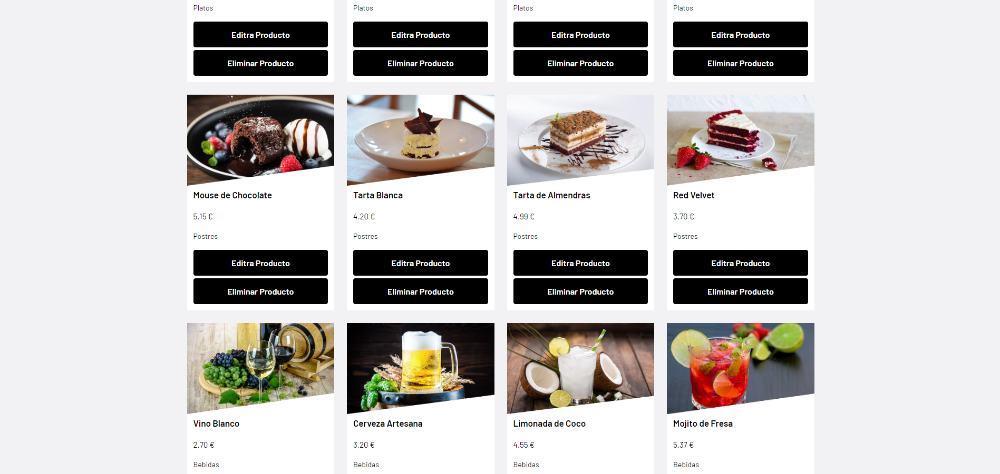 Platos
Platos
Platos
Platos
Editra Producto
Editra Producto
Editra Producto
Editra Producto
Eliminar Producto
Eliminar Producto
Eliminar Producto
Eliminar Producto
Mouse de Chocolate
Tarta Blanca
Tarta de Almendras
Red Velvet
5.15 €
4.20 €
4.99 €
3.70 €
Postres
Postres
Postres
Postres
Editra Producto
Editra Producto
Editra Producto
Editra Producto
Eliminar Producto
Eliminar Producto
Eliminar Producto
Eliminar Producto
Vino Blanco
Cerveza Artesana
Limonada de Coco
Mojito de Fresa
2.70 €
3.20 €
4.55 €
5.37 €
Bebidas
Bebidas
Bebidas
Bebidas